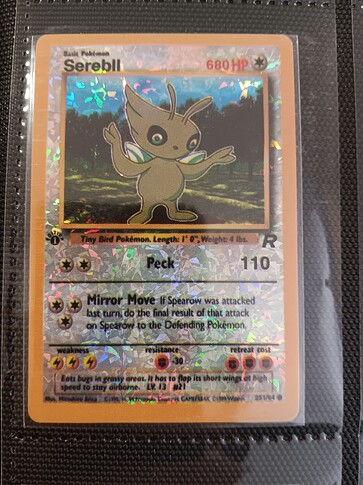 Basic Pokémon
Serebll 680 HP
1
Tiny Bird Pokémon. Length: 1' 0", Weight: 4 lbs.
R
Peck 110
Mirror Move If Spearow was attacked
last turn, do the final result of that attack
on Spearow to the Defending Pokémon.
weakness resistance retreat cost
-30
Eats bugs in grassy areas. It has to flap its short wings at high
speed to stay airborne. LV. 13 #21
251/94